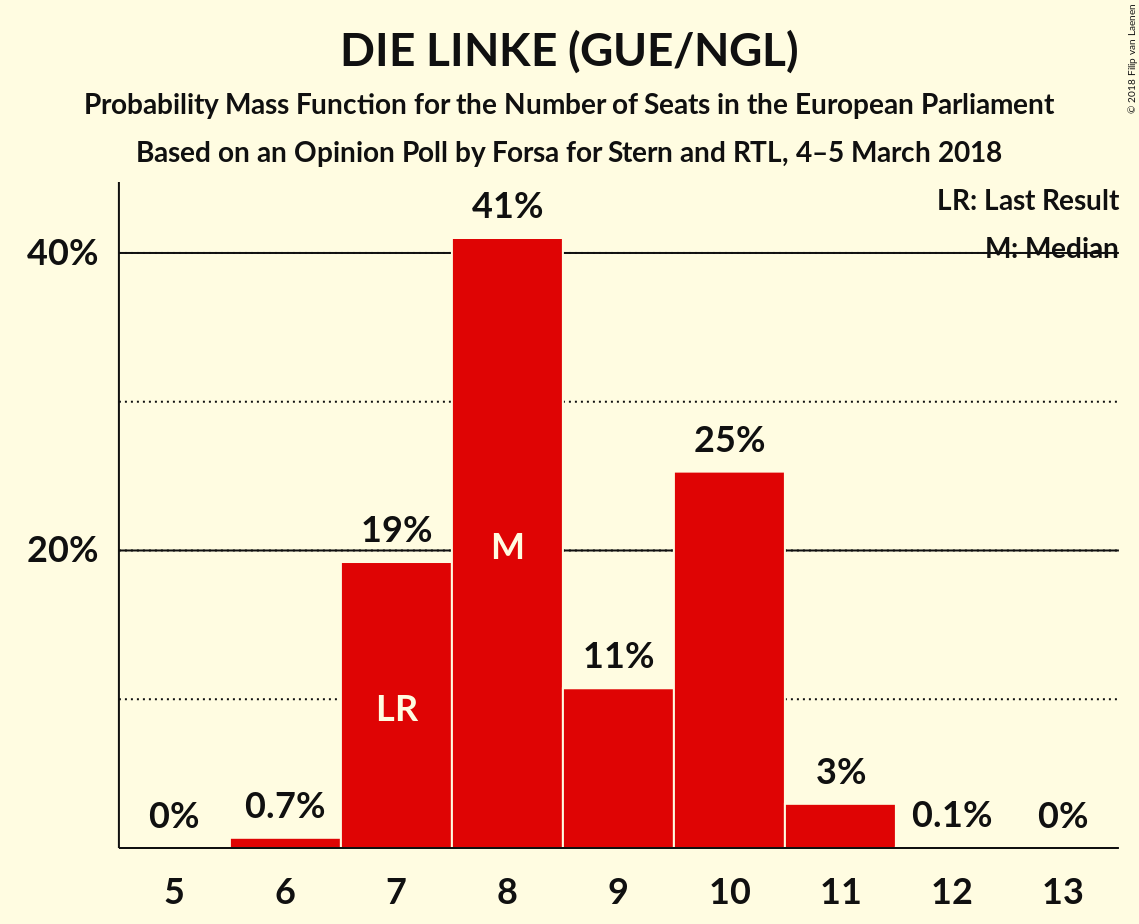 DIE LINKE (GUE/NGL)
Probability Mass Function for the Number of Seats in the European Parliament
Based on an Opinion Poll by Forsa for Stern and RTL, 4–5 March 2018
© 2018 Filip van Laenen
LR: Last Result
M: Median
40%
20%
0%
0.7%
19%
41%
11%
25%
3%
0.1%
0%
LR
M
5 6 7 8 9 10 11 12 13